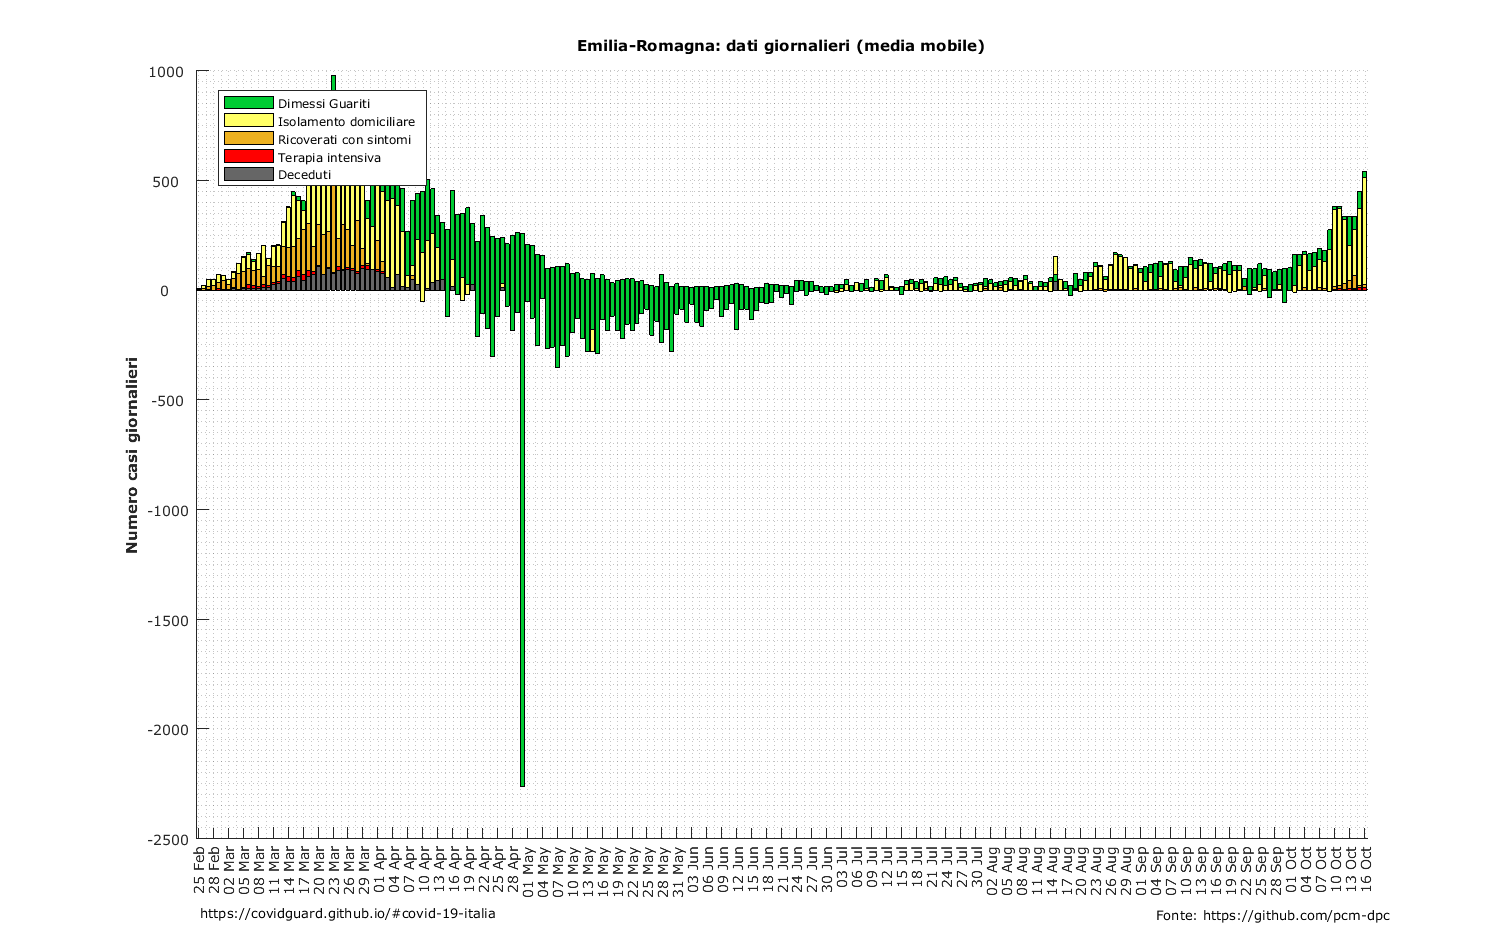 Emilia-Romagna: dati giornalieri (media mobile)
1000
500
0
-500
-1000
-1500
-2000
-2500
Numero casi giornalieri
Dimessi Guariti
Isolamento domiciliare
Ricoverati con sintomi
Terapia intensiva
Deceduti
25 Feb
28 Feb
02 Mar
05 Mar
08 Mar
11 Mar
14 Mar
17 Mar
20 Mar
23 Mar
26 Mar
29 Mar
01 Apr
04 Apr
07 Apr
10 Apr
13 Apr
16 Apr
19 Apr
22 Apr
25 Apr
28 Apr
01 May
04 May
07 May
10 May
13 May
16 May
19 May
22 May
25 May
28 May
31 May
03 Jun
06 Jun
09 Jun
12 Jun
15 Jun
18 Jun
21 Jun
24 Jun
27 Jun
30 Jun
03 Jul
06 Jul
09 Jul
12 Jul
15 Jul
18 Jul
21 Jul
24 Jul
27 Jul
30 Jul
02 Aug
05 Aug
08 Aug
11 Aug
14 Aug
17 Aug
20 Aug
23 Aug
26 Aug
29 Aug
01 Sep
04 Sep
07 Sep
10 Sep
13 Sep
16 Sep
19 Sep
22 Sep
25 Sep
28 Sep
01 Oct
04 Oct
07 Oct
10 Oct
13 Oct
16 Oct
https://covidguard.github.io/#covid-19-italia
Fonte: https://github.com/pcm-dpc